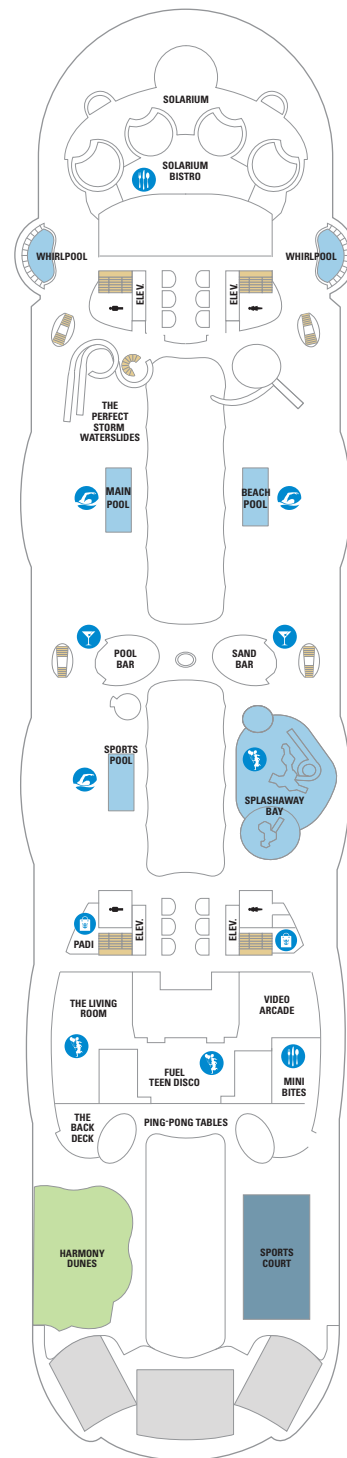 SOLARIUM
SOLARIUM
BISTRO
WHIRLPOOL
WHIRLPOOL
ELEV.
ELEV.
THE
PERFECT
STORM
WATERSLIDES
MAIN
POOL
BEACH
POOL
POOL
BAR
SAND
BAR
SPORTS
POOL
SPLASHAWAY
BAY
ELEV.
ELEV.
PADI
THE LIVING
ROOM
VIDEO
ARCADE
FUEL
TEEN DISCO
MINI
BITES
THE
BACK
DECK
PING-PONG TABLES
HARMONY
DUNES
SPORTS
COURT